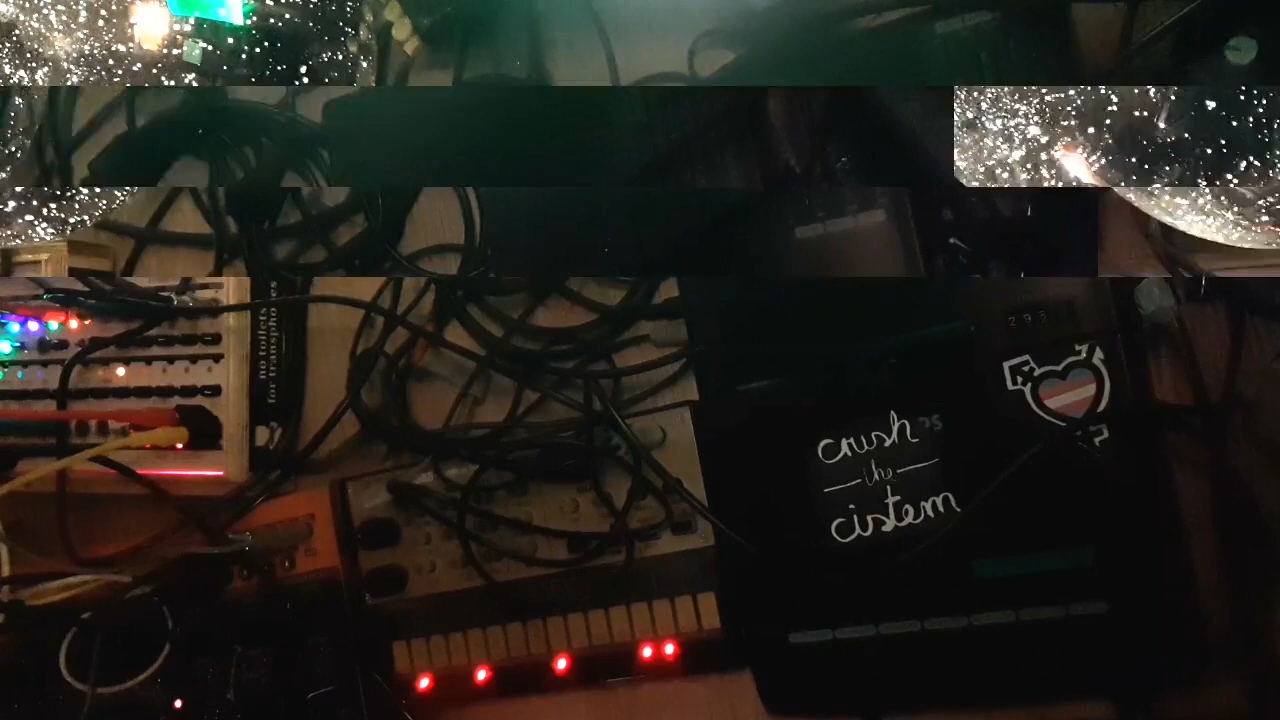 no toilets
for transphobes
crush
the
cistem